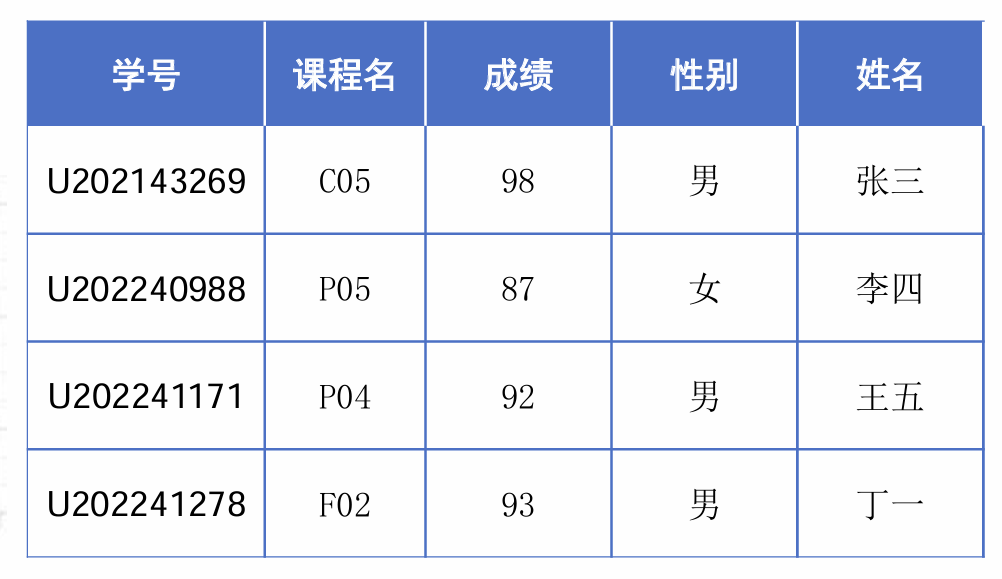 学号 课程名 成绩 性别 姓名
U202143269 C05 98 男 张三
U202240988 P05 87 女 李四
U202241171 P04 92 男 王五
U202241278 F02 93 男 丁一